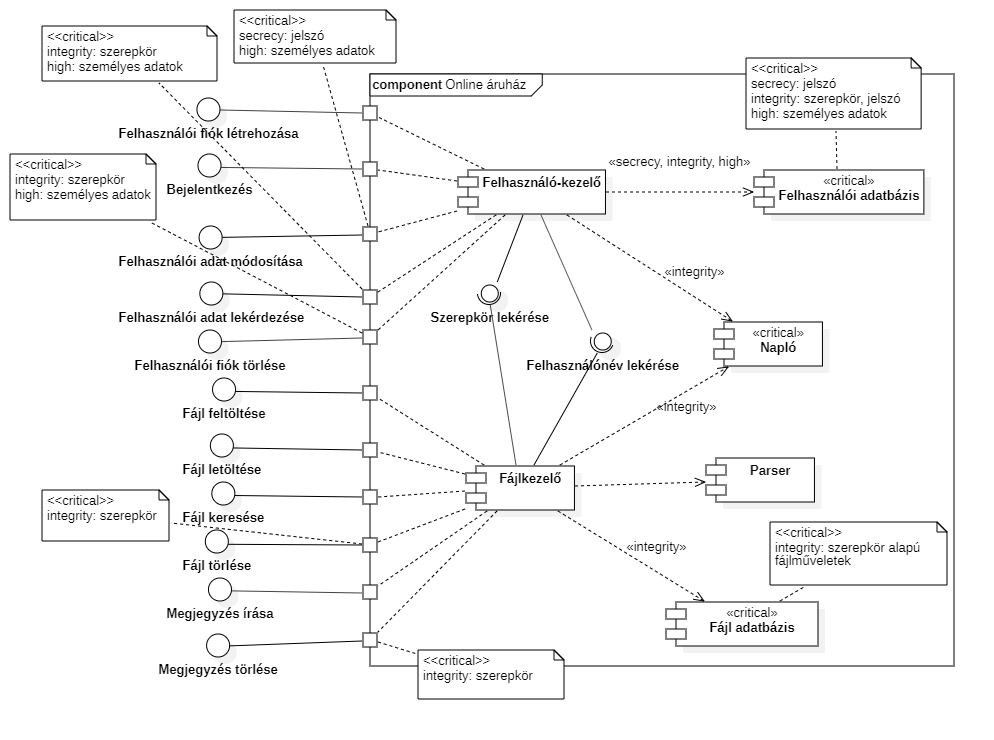 <<critical>>
integrity: szerepkör
high: személyes adatok
<<critical>>
secrecy: jelszó
high: személyes adatok
<<critical>>
secrecy: jelszó
integrity: szerepkör, jelszó
high: személyes adatok
component Online áruház
Felhasználói fiók létrehozása
<<critical>>
integrity: szerepkör
high: személyes adatok
Bejelentkezés
Felhasználó-kezelő
«secrecy, integrity, high»
«critical»
Felhasználói adatbázis
Felhasználói adat módosítása
Felhasználói adat lekérdezése
Szerepkör lekérése
«integrity»
«critical»
Napló
Felhasználói fiók törlése
Felhasználónév lekérése
«integrity»
Fájl feltöltése
Fájl letöltése
Fájlkezelő
Parser
<<critical>>
integrity: szerepkör
Fájl keresése
Fájl törlése
«integrity»
<<critical>>
integrity: szerepkör alapú
fájlműveletek
Megjegyzés írása
«critical»
Fájl adatbázis
Megjegyzés törlése
<<critical>>
integrity: szerepkör